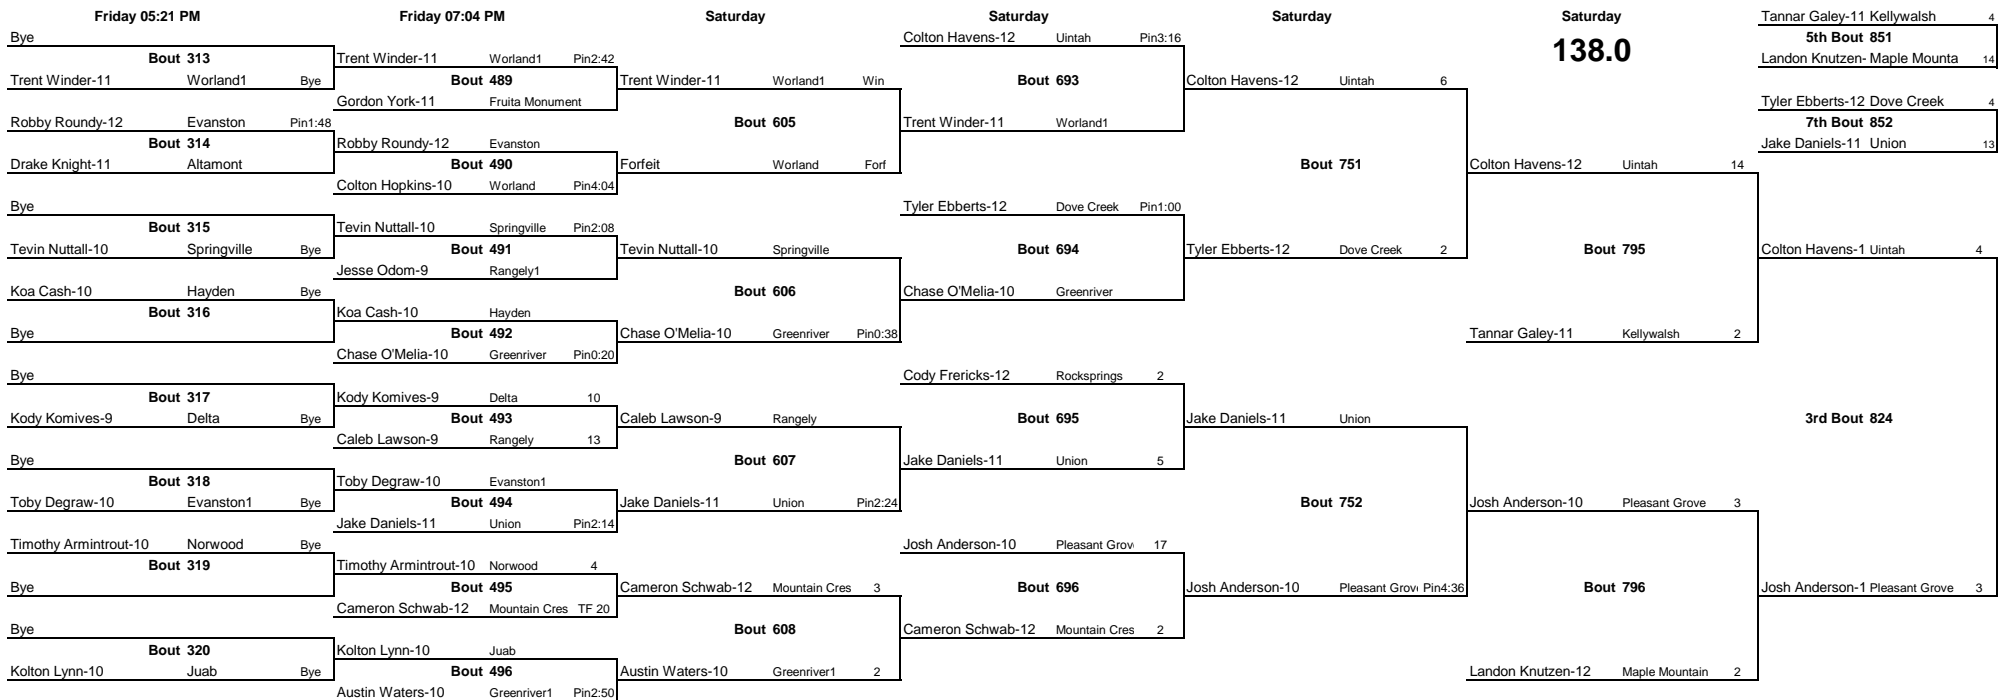 Friday 05:21 PM Friday 07:04 PM Saturday Saturday Saturday Saturday Tannar Galey-11 Kellywalsh 4
Bye Colton Havens-12 Uintah Pin3:16 138.0 5th Bout 851
Bout 313 Trent Winder-11 Worland1 Pin2:42 Landon Knutzen- Maple Mounta 14
Trent Winder-11 Worland1 Bye Bout 489 Trent Winder-11 Worland1 Win Bout 693 Colton Havens-12 Uintah 6
Gordon York-11 Fruita Monument Tyler Ebberts-12 Dove Creek 4
Robby Roundy-12 Evanston Pin1:48 Bout 605 Trent Winder-11 Worland1 7th Bout 852
Bout 314 Robby Roundy-12 Evanston Jake Daniels-11 Union 13
Drake Knight-11 Altamont Bout 490 Forfeit Worland Forf Bout 751 Colton Havens-12 Uintah 14
Colton Hopkins-10 Worland Pin4:04
Bye Tyler Ebberts-12 Dove Creek Pin1:00
Bout 315 Tevin Nuttall-10 Springville Pin2:08
Tevin Nuttall-10 Springville Bye Bout 491 Tevin Nuttall-10 Springville Bout 694 Tyler Ebberts-12 Dove Creek 2 Bout 795 Colton Havens-1 Uintah 4
Jesse Odom-9 Rangely1
Koa Cash-10 Hayden Bye Bout 606 Chase O'Melia-10 Greenriver
Bout 316 Koa Cash-10 Hayden
Bye Bout 492 Chase O'Melia-10 Greenriver Pin0:38 Tannar Galey-11 Kellywalsh 2
Chase O'Melia-10 Greenriver Pin0:20
Bye Cody Frericks-12 Rocksprings 2
Bout 317 Kody Komives-9 Delta 10
Kody Komives-9 Delta Bye Bout 493 Caleb Lawson-9 Rangely Bout 695 Jake Daniels-11 Union 3rd Bout 824
Caleb Lawson-9 Rangely 13
Bye Bout 607 Jake Daniels-11 Union 5
Bout 318 Toby Degraw-10 Evanston1
Toby Degraw-10 Evanston1 Bye Bout 494 Jake Daniels-11 Union Pin2:24 Bout 752 Josh Anderson-10 Pleasant Grove 3
Jake Daniels-11 Union Pin2:14
Timothy Armintrout-10 Norwood Bye Josh Anderson-10 Pleasant Grov 17
Bout 319 Timothy Armintrout-10 Norwood 4
Bye Bout 495 Cameron Schwab-12 Mountain Cres 3 Bout 696 Josh Anderson-10 Pleasant Grov Pin4:36 Bout 796 Josh Anderson-1 Pleasant Grove 3
Cameron Schwab-12 Mountain Cres TF 20
Bye Bout 608 Cameron Schwab-12 Mountain Cres 2
Bout 320 Kolton Lynn-10 Juab
Kolton Lynn-10 Juab Bye Bout 496 Austin Waters-10 Greenriver1 2 Landon Knutzen-12 Maple Mountain 2
Austin Waters-10 Greenriver1 Pin2:50